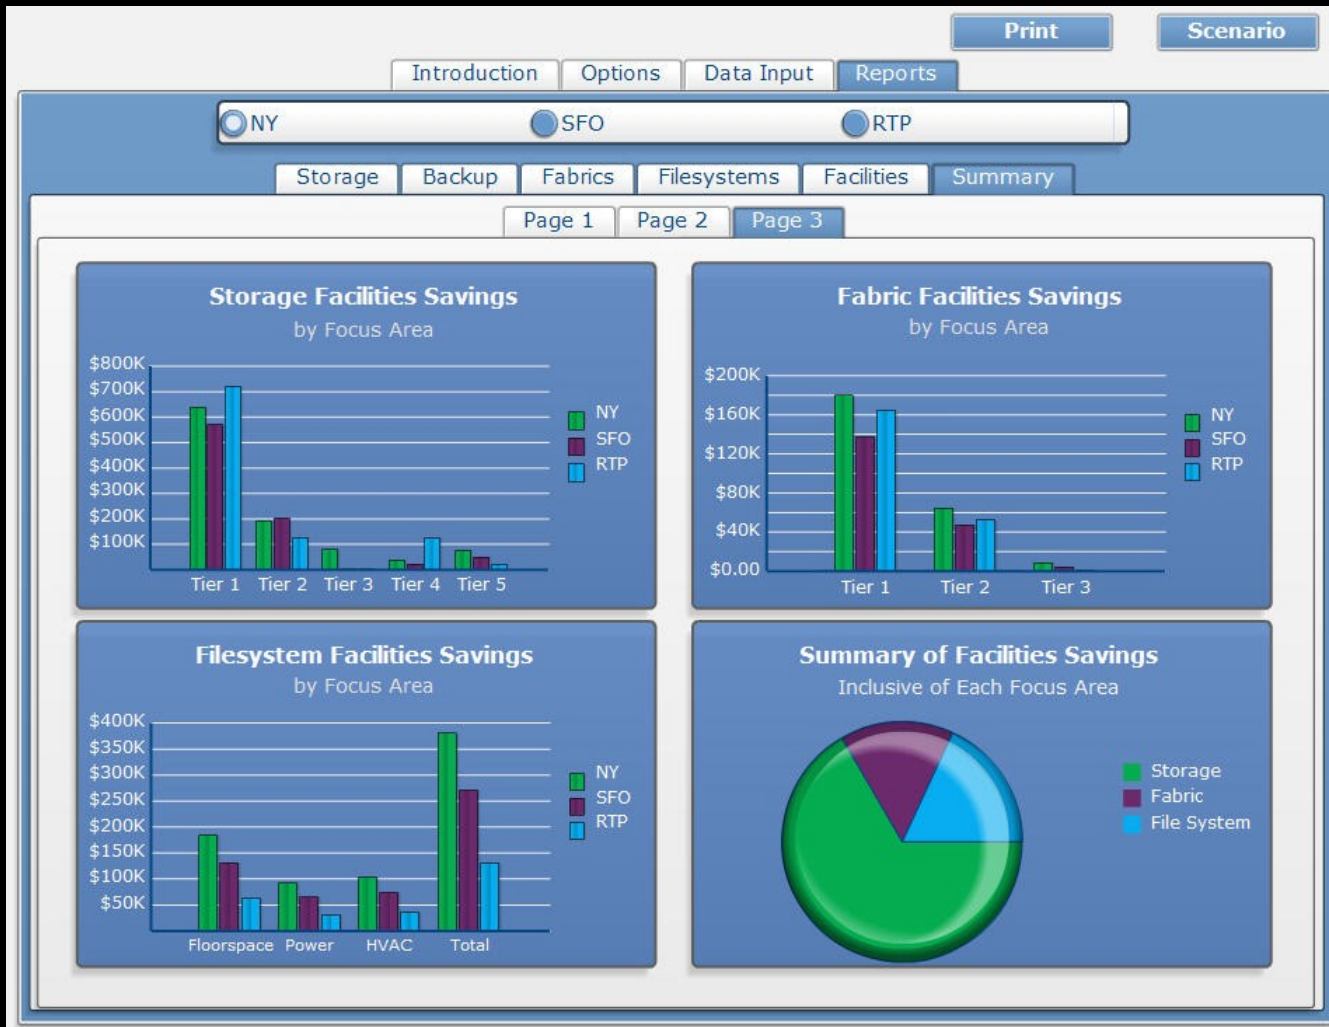 Print Scenario
Introduction Options Data Input Reports
NY SFO RTP
Storage Backup Fabrics Filesystems Facilities Summary
Page 1 Page 2 Page 3
Storage Facilities Savings
by Focus Area
$800K
$700K
$600K
$500K
$400K
$300K
$200K
$100K
Tier 1 Tier 2 Tier 3 Tier 4 Tier 5
NY
SFO
RTP
Fabric Facilities Savings
by Focus Area
$200K
$160K
$120K
$80K
$40K
$0.00
Tier 1 Tier 2 Tier 3
NY
SFO
RTP
Filesystem Facilities Savings
by Focus Area
$400K
$350K
$300K
$250K
$200K
$150K
$100K
$50K
Floorspace Power HVAC Total
NY
SFO
RTP
Summary of Facilities Savings
Inclusive of Each Focus Area
Storage
Fabric
File System